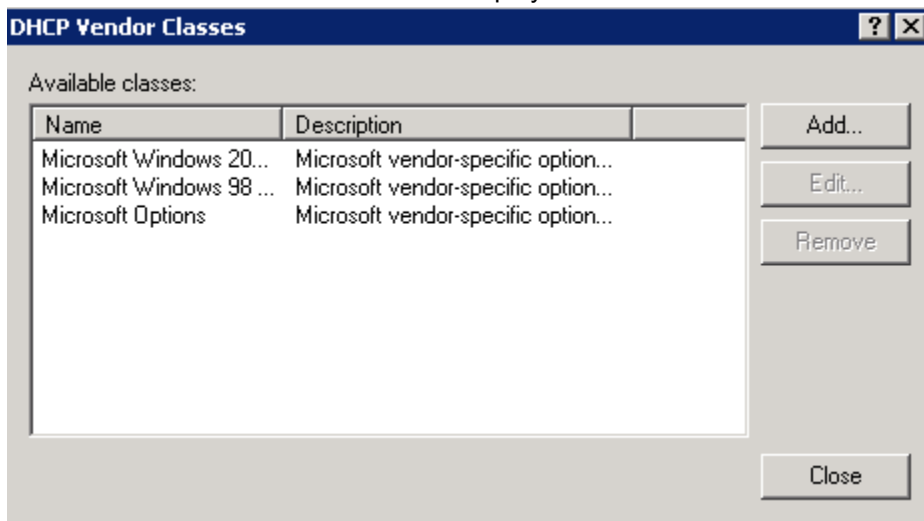 DHCP Vendor Classes
Available classes:
Name Description
Microsoft Windows 20... Microsoft vendor-specific option...
Microsoft Windows 98 ... Microsoft vendor-specific option...
Microsoft Options Microsoft vendor-specific option...
Add...
Edit...
Remove
Close